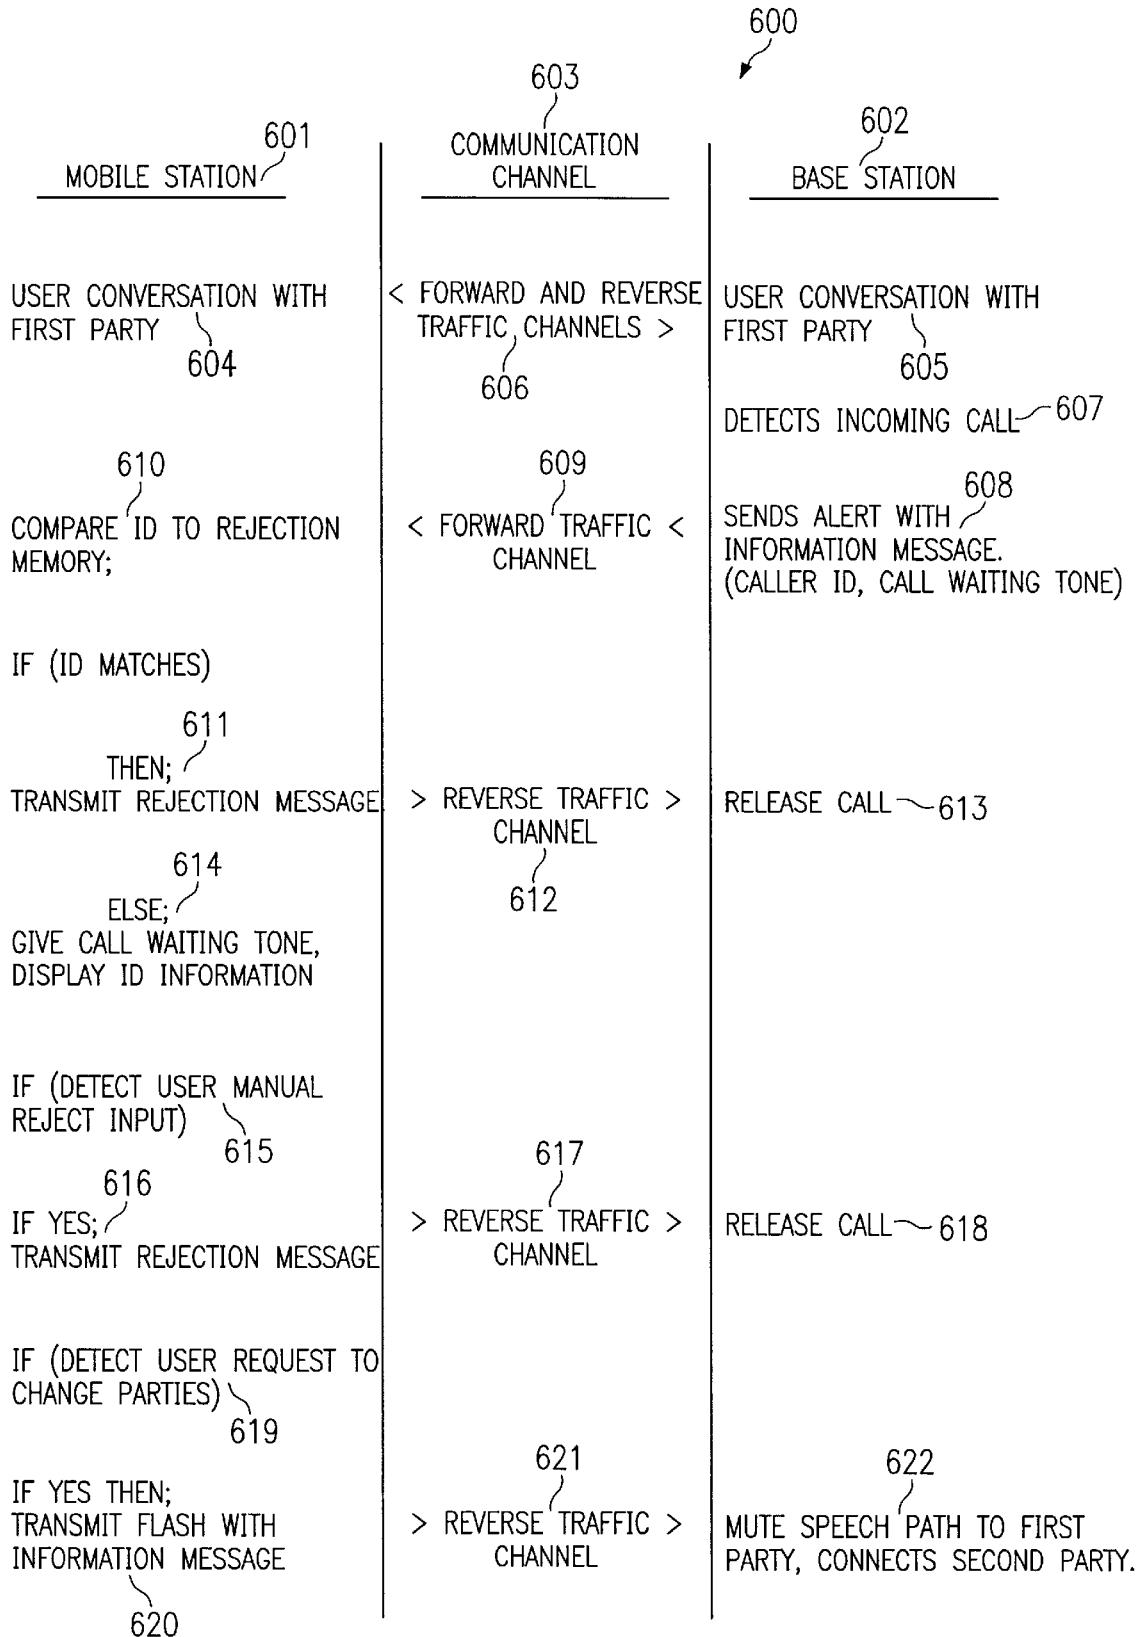 600
603
601
COMMUNICATION
CHANNEL
602
MOBILE STATION
BASE STATION
USER CONVERSATION WITH
FIRST PARTY
604
< FORWARD AND REVERSE
TRAFFIC CHANNELS >
606
USER CONVERSATION WITH
FIRST PARTY
605
DETECTS INCOMING CALL
607
610
COMPARE ID TO REJECTION
MEMORY;
609
< FORWARD TRAFFIC <
CHANNEL
608
SENDS ALERT WITH
INFORMATION MESSAGE.
(CALLER ID, CALL WAITING TONE)
IF (ID MATCHES)
611
THEN;
TRANSMIT REJECTION MESSAGE
> REVERSE TRAFFIC >
CHANNEL
612
RELEASE CALL
613
614
ELSE;
GIVE CALL WAITING TONE,
DISPLAY ID INFORMATION
IF (DETECT USER MANUAL
REJECT INPUT)
615
616
IF YES;
TRANSMIT REJECTION MESSAGE
617
> REVERSE TRAFFIC >
CHANNEL
RELEASE CALL
618
IF (DETECT USER REQUEST TO
CHANGE PARTIES)
619
IF YES THEN;
TRANSMIT FLASH WITH
INFORMATION MESSAGE
620
621
> REVERSE TRAFFIC >
CHANNEL
622
MUTE SPEECH PATH TO FIRST
PARTY, CONNECTS SECOND PARTY.